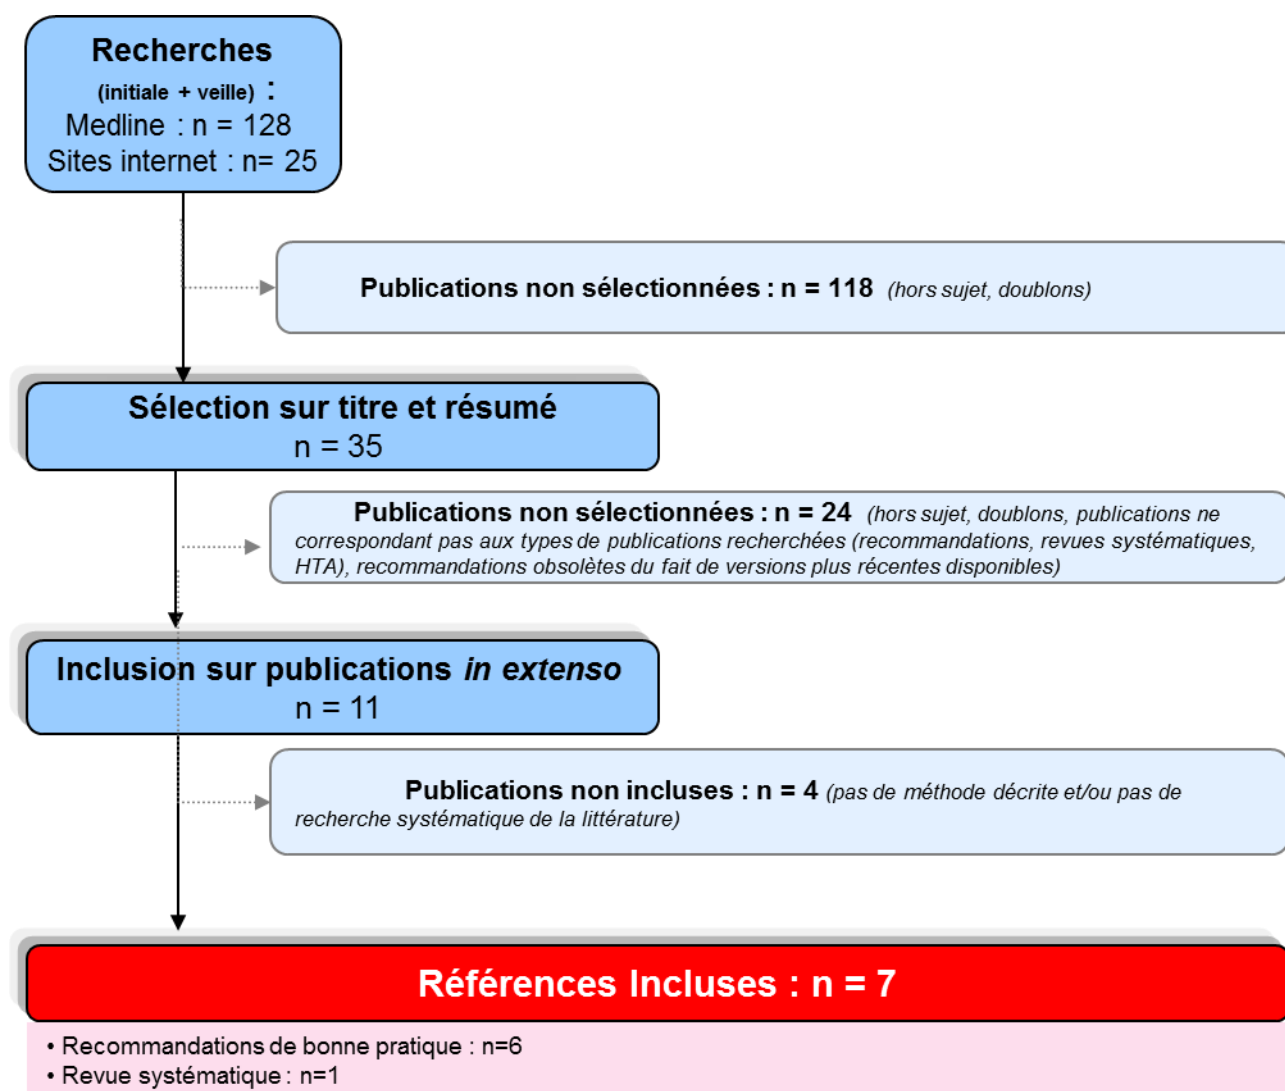 Recherches
(initiale + veille) :
Medline : n = 128
Sites internet : n= 25
Publications non sélectionnées : n = 118 (hors sujet, doublons)
Sélection sur titre et résumé
n = 35
Publications non sélectionnées : n = 24 (hors sujet, doublons, publications ne
correspondant pas aux types de publications recherchées (recommandations, revues systématiques,
HTA), recommandations obsolètes du fait de versions plus récentes disponibles)
Inclusion sur publications in extenso
n = 11
Publications non incluses : n = 4 (pas de méthode décrite et/ou pas de
recherche systématique de la littérature)
Références Incluses : n = 7
• Recommandations de bonne pratique : n=6
• Revue systématique : n=1